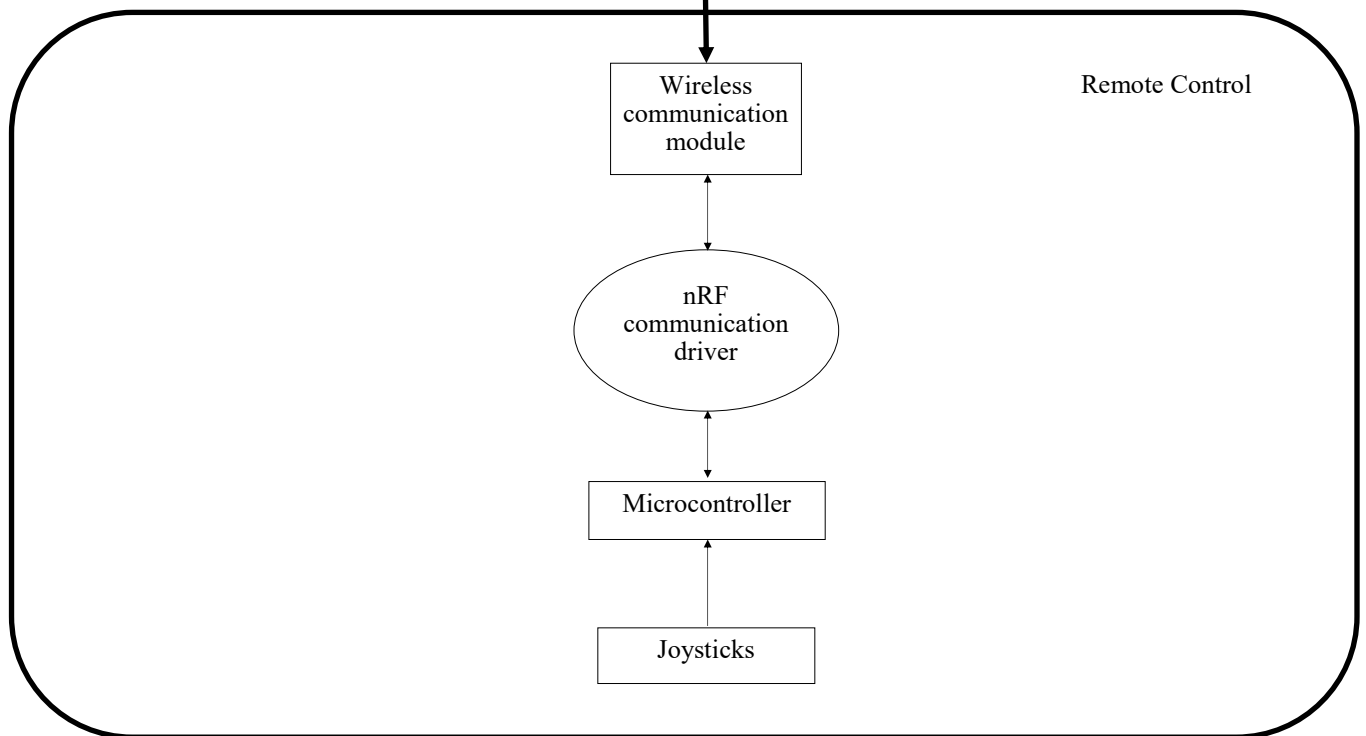 Wireless
communication
module
Remote Control
nRF
communication
driver
Microcontroller
Joysticks